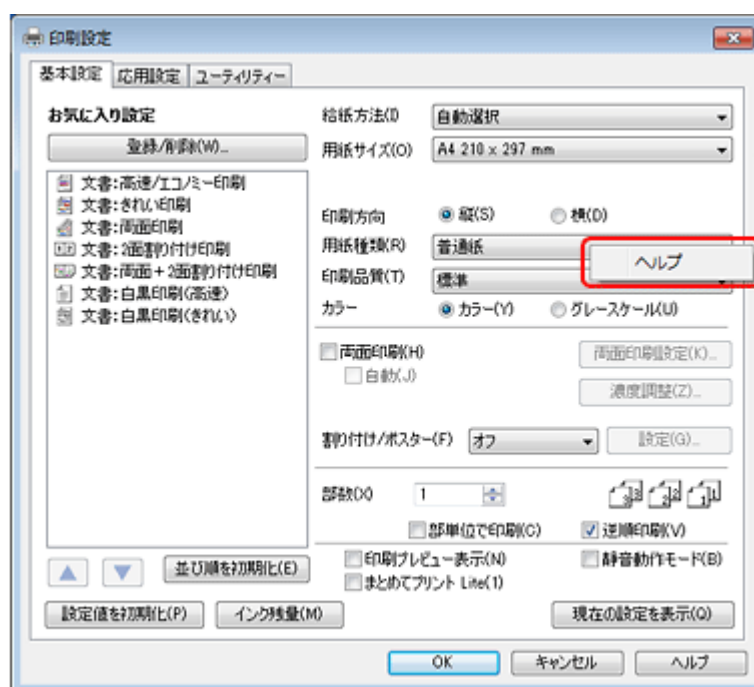 印刷設定
基本設定 応用設定 ユーティリティー
お気に入り設定
登録/削除(W)...
文書:高速/エコノミー印刷
文書:きれい印刷
文書:両面印刷
文書:2面割り付け印刷
文書:両面+2面割り付け印刷
文書:白黒印刷(高速)
文書:白黒印刷(きれい)
並び順を初期化(E)
給紙方法(I) 自動選択
用紙サイズ(O) A4 210 x 297 mm
印刷方向 縦(S) 横(D)
用紙種類(R) 普通紙
ヘルプ
印刷品質(T) 標準
カラー カラー(Y) グレースケール(U)
両面印刷(H) 両面印刷設定(K)...
自動(J)
濃度調整(Z)...
割り付け/ポスター(F) オフ 設定(G)...
部数(X) 1
部単位で印刷(C) 逆順印刷(V)
印刷プレビュー表示(N) 静音動作モード(B)
まとめてプリント Lite(1)
設定値を初期化(P) インク残量(M) 現在の設定を表示(Q)
OK キャンセル ヘルプ